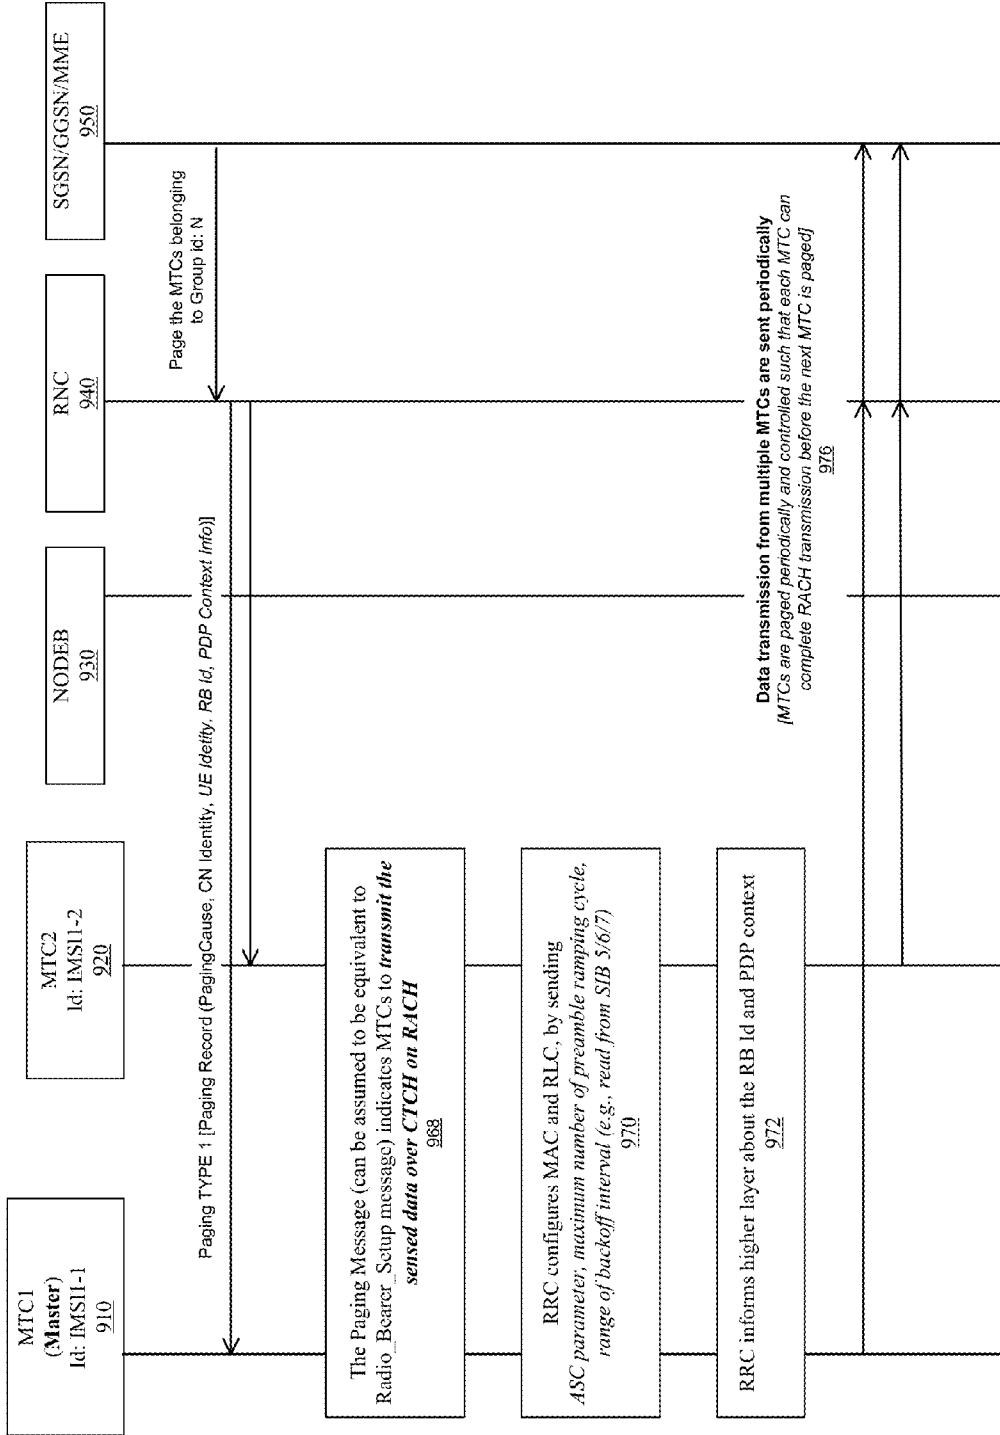 MTC1
(Master)
Id: IMSI1-1
910
MTC2
Id: IMSI1-2
920
NODEB
930
RNC
940
SGSN/GGSN/MME
950
Page the MTCs belonging
to Group id: N
Paging TYPE 1 [Paging Record (PagingCause, CN Identity, UE Idetity, RB Id, PDP Context Info)]
The Paging Message (can be assumed to be equivalent to
Radio_Bearer_Setup message) indicates MTCs to transmit the
sensed data over CTCH on RACH
968
RRC configures MAC and RLC, by sending
ASC parameter, maximum number of preamble ramping cycle,
range of backoff interval (e.g., read from SIB 5/6/7)
970
RRC informs higher layer about the RB Id and PDP context
972
Data transmission from multiple MTCs are sent periodically
[MTCs are paged periodically and controlled such that each MTC can
complete RACH transmission before the next MTC is paged]
976